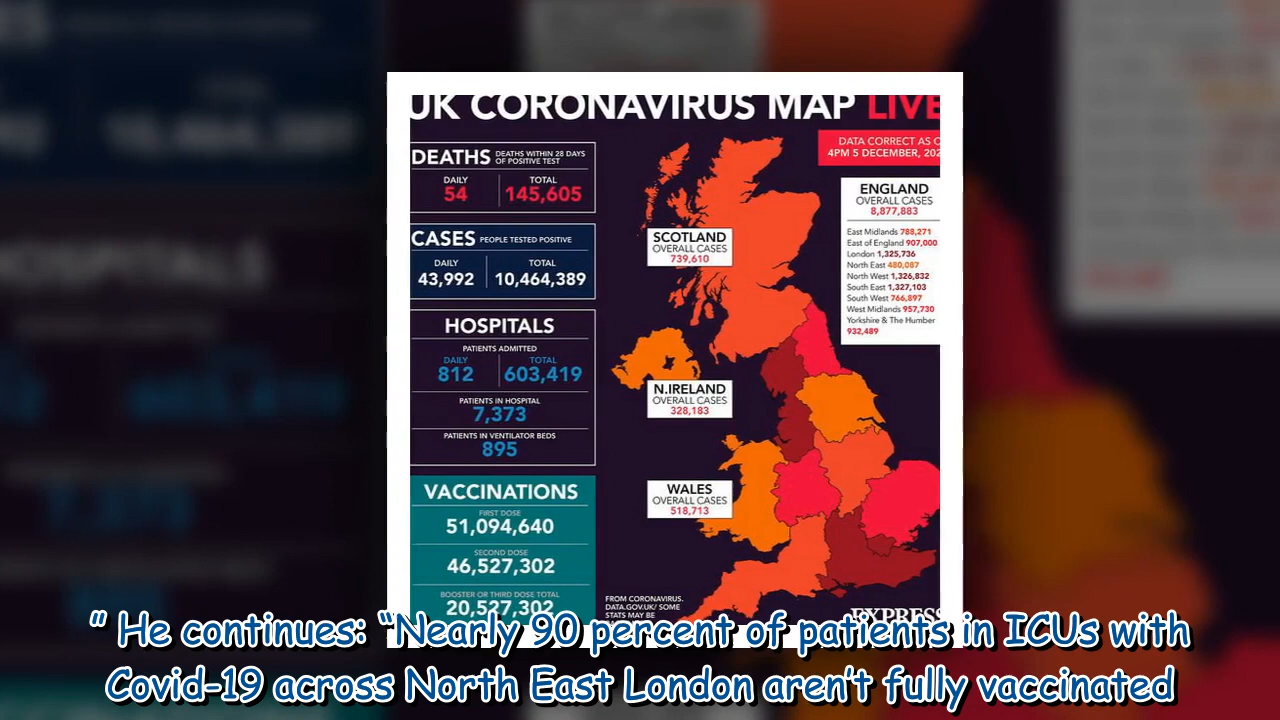 UK CORONAVIRUS MAP LIVE
DATA CORRECT AS O
4PM 5 DECEMBER, 202
DEATHS DEATHS WITHIN 28 DAYS
OF POSITIVE TEST
DAILY TOTAL
54 145,605
CASES PEOPLE TESTED POSITIVE
DAILY TOTAL
43,992 10,464,389
HOSPITALS
PATIENTS ADMITTED
DAILY TOTAL
812 603,419
PATIENTS IN HOSPITAL
7,373
PATIENTS IN VENTILATOR BEDS
895
VACCINATIONS
FIRST DOSE
51,094,640
SECOND DOSE
46,527,302
BOOSTER OR THIRD DOSE TOTAL
20,527,302
SCOTLAND
OVERALL CASES
739,610
N.IRELAND
OVERALL CASES
328,183
WALES
OVERALL CASES
518,713
ENGLAND
OVERALL CASES
8,877,883
East Midlands 788,271
East of England 907,000
London 1,325,736
North East 480,087
North West 1,326,832
South East 1,327,103
South West 766,897
West Midlands 957,730
Yorkshire & The Humber
932,489
FROM CORONAVIRUS.
DATA.GOV.UK/ SOME
STATS MAY BE
EXPRESS
” He continues: “Nearly 90 percent of patients in ICUs with
Covid-19 across North East London aren’t fully vaccinated